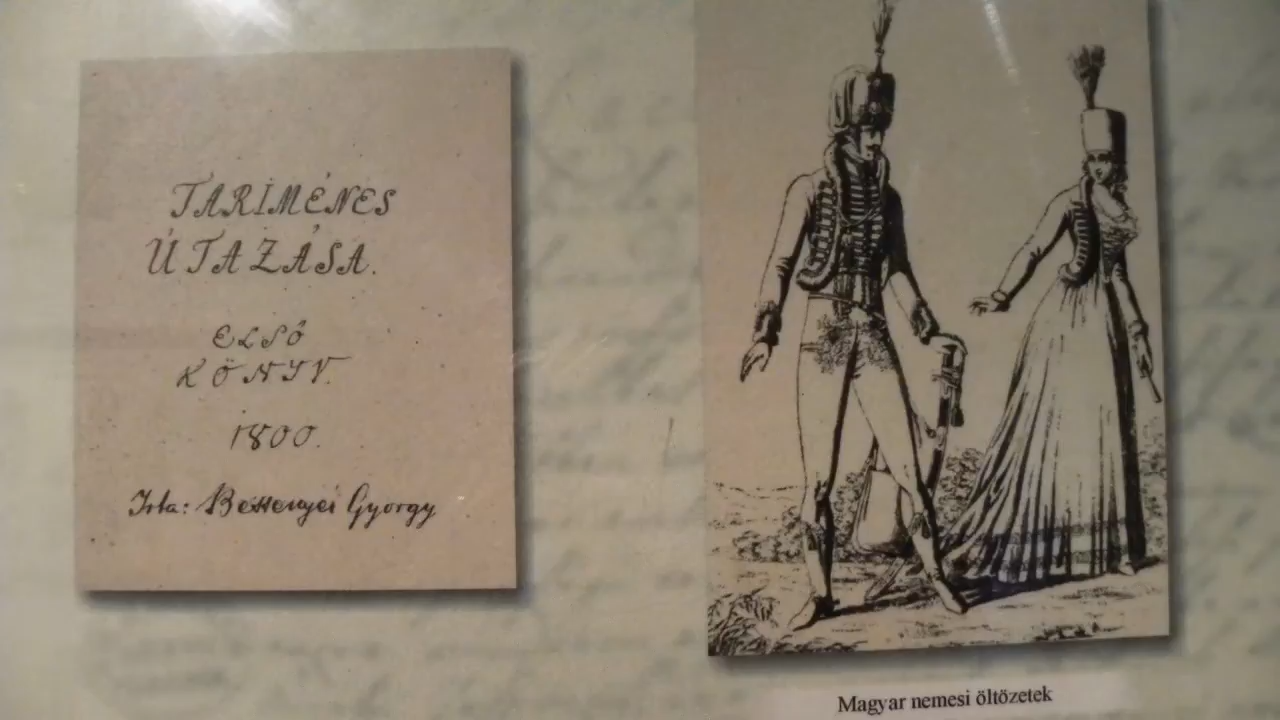 TARIMÉNES
ÚTAZÁSA.
ELSŐ
KÖNYV.
1800.
Irta: Bessenyei György
Magyar nemesi öltözetek